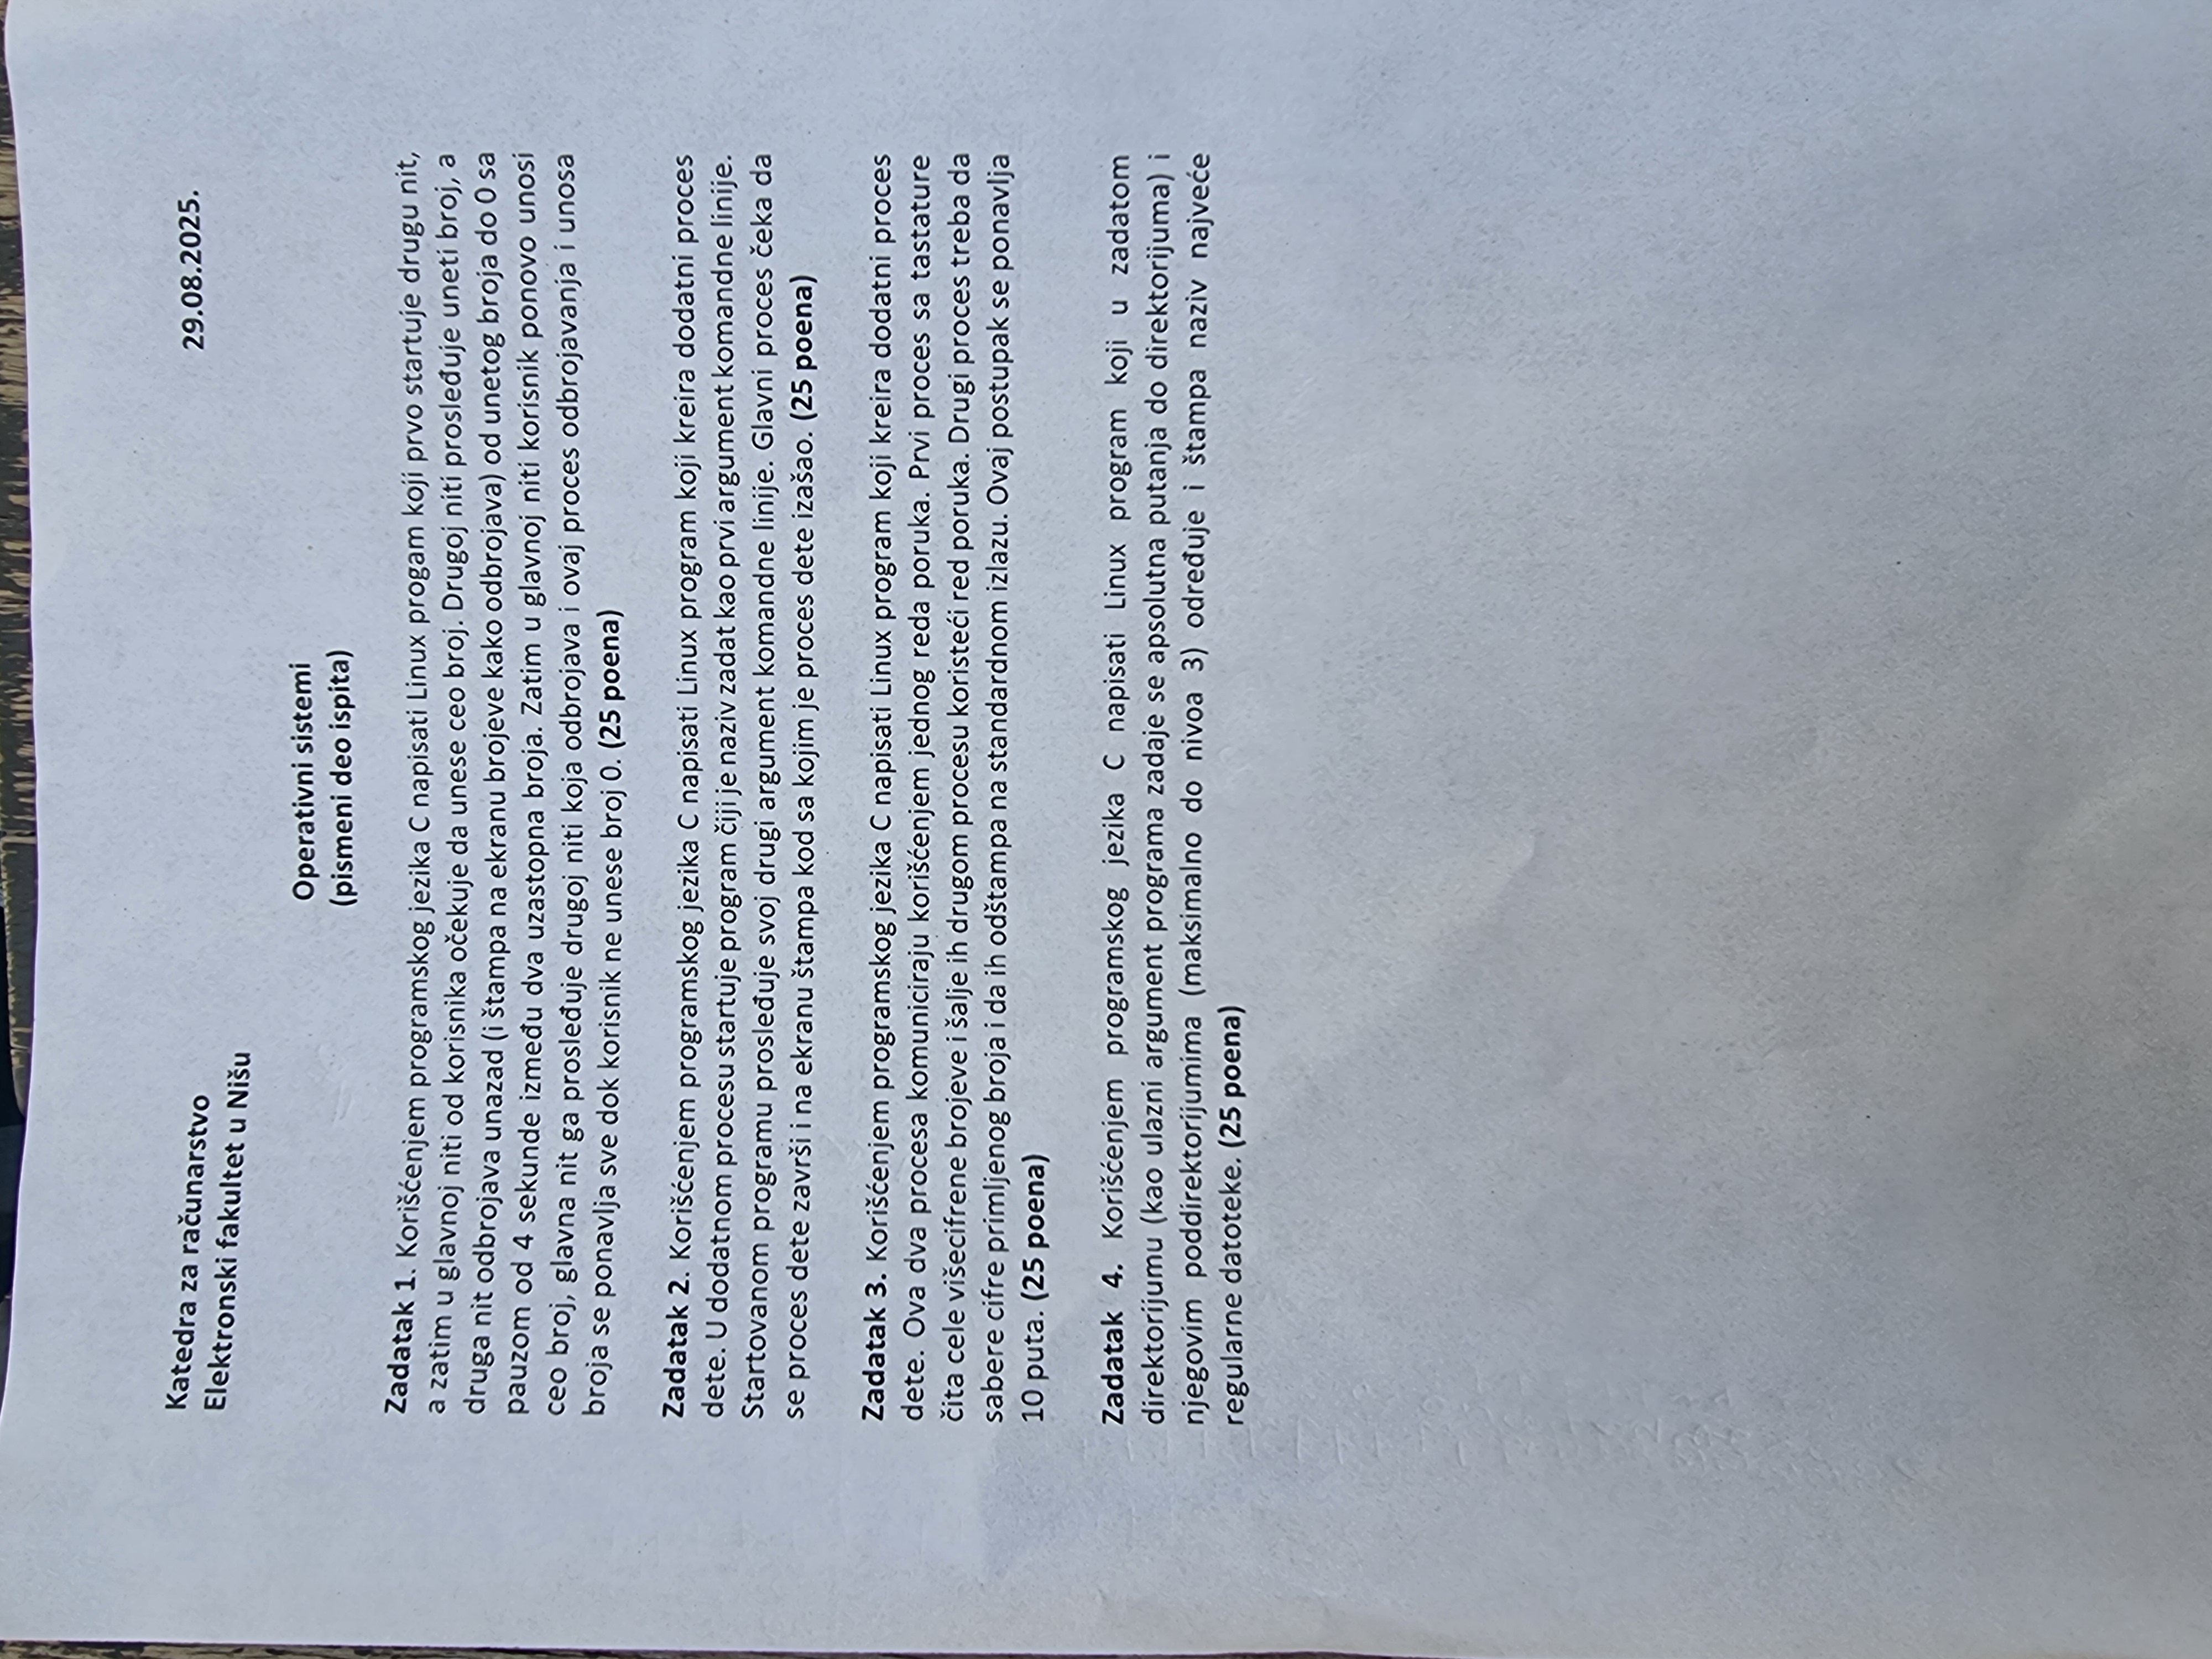 Katedra za računarstvo
29.08.2025.
Elektronski fakultet u Nišu
Operativni sistemi
(pismeni deo ispita)
Zadatak 1. Korišćenjem programskog jezika C napisati Linux progam koji prvo startuje drugu nit,
a zatim u glavnoj niti od korisnika očekuje da unese ceo broj. Drugoj niti prosleđuje uneti broj, a
druga nit odbrojava unazad (i štampa na ekranu brojeve kako odbrojava) od unetog broja do 0 sa
pauzom od 4 sekunde između dva uzastopna broja. Zatim u glavnoj niti korisnik ponovo unosi
ceo broj, glavna nit ga prosleđuje drugoj niti koja odbrojava i ovaj proces odbrojavanja i unosa
broja se ponavlja sve dok korisnik ne unese broj 0. (25 poena)
Zadatak 2. Korišćenjem programskog jezika C napisati Linux program koji kreira dodatni proces
dete. U dodatnom procesu startuje program čiji je naziv zadat kao prvi argument komandne linije.
Startovanom programu prosleđuje svoj drugi argument komandne linije. Glavni proces čeka da
se proces dete završi i na ekranu štampa kod sa kojim je proces dete izašao. (25 poena)
Zadatak 3. Korišćenjem programskog jezika C napisati Linux program koji kreira dodatni proces
dete. Ova dva procesa komuniciraju korišćenjem jednog reda poruka. Prvi proces sa tastature
čita cele višecifrene brojeve i šalje ih drugom procesu koristeći red poruka. Drugi proces treba da
sabere cifre primljenog broja i da ih odštampa na standardnom izlazu. Ovaj postupak se ponavlja
10 puta. (25 poena)
Zadatak 4. Korišćenjem programskog jezika C napisati Linux program koji u zadatom
direktorijumu (kao ulazni argument programa zadaje se apsolutna putanja do direktorijuma) i
njegovim poddirektorijumima (maksimalno do nivoa 3) određuje i štampa naziv najveće
regularne datoteke. (25 poena)